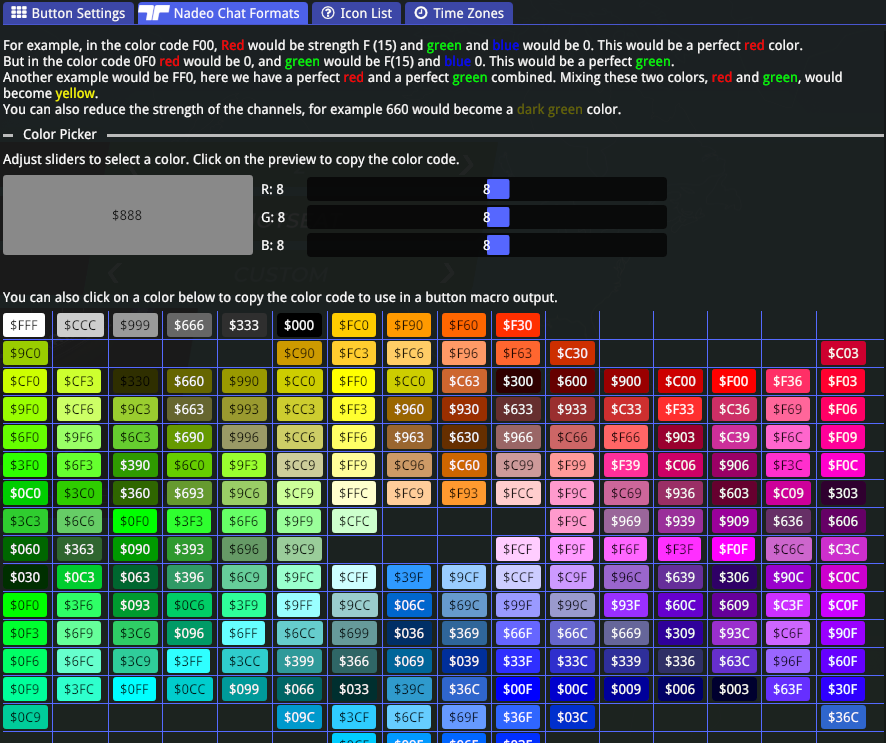 Button Settings Nadeo Chat Formats Icon List Time Zones
For example, in the color code F00, Red would be strength F (15) and green and blue would be 0. This would be a perfect red color.
But in the color code 0F0 red would be 0, and green would be F(15) and blue 0. This would be a perfect green.
Another example would be FF0, here we have a perfect red and a perfect green combined. Mixing these two colors, red and green, would
become yellow.
You can also reduce the strength of the channels, for example 660 would become a dark green color.
Color Picker
Adjust sliders to select a color. Click on the preview to copy the color code.
$888
R: 8 8
G: 8 8
B: 8 8
CUSTOM
You can also click on a color below to copy the color code to use in a button macro output.
$FFF $CCC $999 $666 $333 $000 $FC0 $F90 $F60 $F30
$9C0 $C90 $FC3 $FC6 $F96 $F63 $C30 $C03
$CF0 $CF3 $330 $660 $990 $CC0 $FF0 $CC0 $C63 $300 $600 $900 $C00 $F00 $F36 $F03
$9F0 $CF6 $9C3 $663 $993 $CC3 $FF3 $960 $930 $633 $933 $C33 $F33 $C36 $F69 $F06
$6F0 $9F6 $6C3 $690 $996 $CC6 $FF6 $963 $630 $966 $C66 $F66 $903 $C39 $F6C $F09
$3F0 $6F3 $390 $6C0 $9F3 $CC9 $FF9 $C96 $C60 $C99 $F99 $F39 $C06 $906 $F3C $F0C
$0C0 $3C0 $360 $693 $9C6 $CF9 $FFC $FC9 $F93 $FCC $F9C $C69 $936 $603 $C09 $303
$3C3 $6C6 $0F0 $3F3 $6F6 $9F9 $CFC $F9C $969 $939 $909 $636 $606
$060 $363 $090 $393 $696 $9C9 $FCF $F9F $F6F $F3F $F0F $C6C $C3C
$030 $0C3 $063 $396 $6C9 $9FC $CFF $39F $9CF $CCF $C9F $96C $639 $306 $90C $C0C
$0F0 $3F6 $093 $0C6 $3F9 $9FF $9CC $06C $69C $99F $99C $93F $60C $609 $C3F $C0F
$0F3 $6F9 $3C6 $096 $6FF $6CC $699 $036 $369 $66F $66C $669 $309 $93C $C6F $90F
$0F6 $6FC $3C9 $3FF $3CC $399 $366 $069 $039 $33F $33C $339 $336 $63C $96F $60F
$0F9 $3FC $0FF $0CC $099 $066 $033 $39C $36C $00F $00C $009 $006 $003 $63F $30F
$0C9 $09C $3CF $6CF $69F $36F $03C $36C